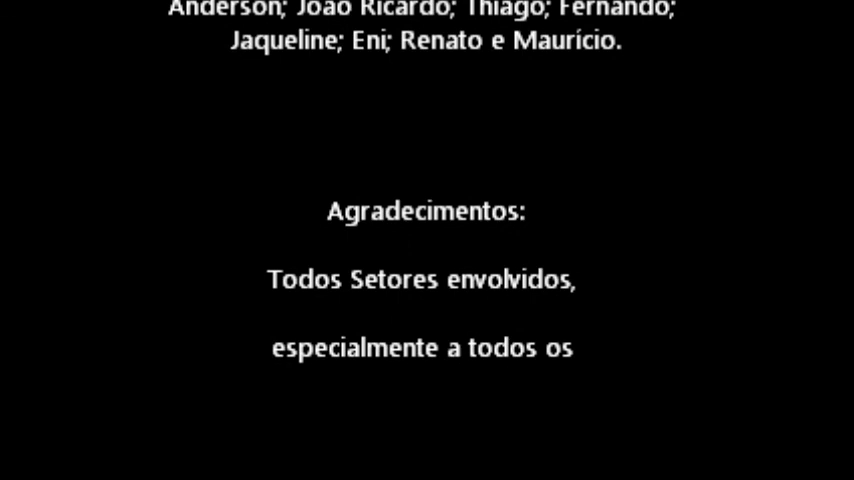 Anderson; João Ricardo; Thiago; Fernando;
Jaqueline; Eni; Renato e Maurício.
Agradecimentos:
Todos Setores envolvidos,
especialmente a todos os